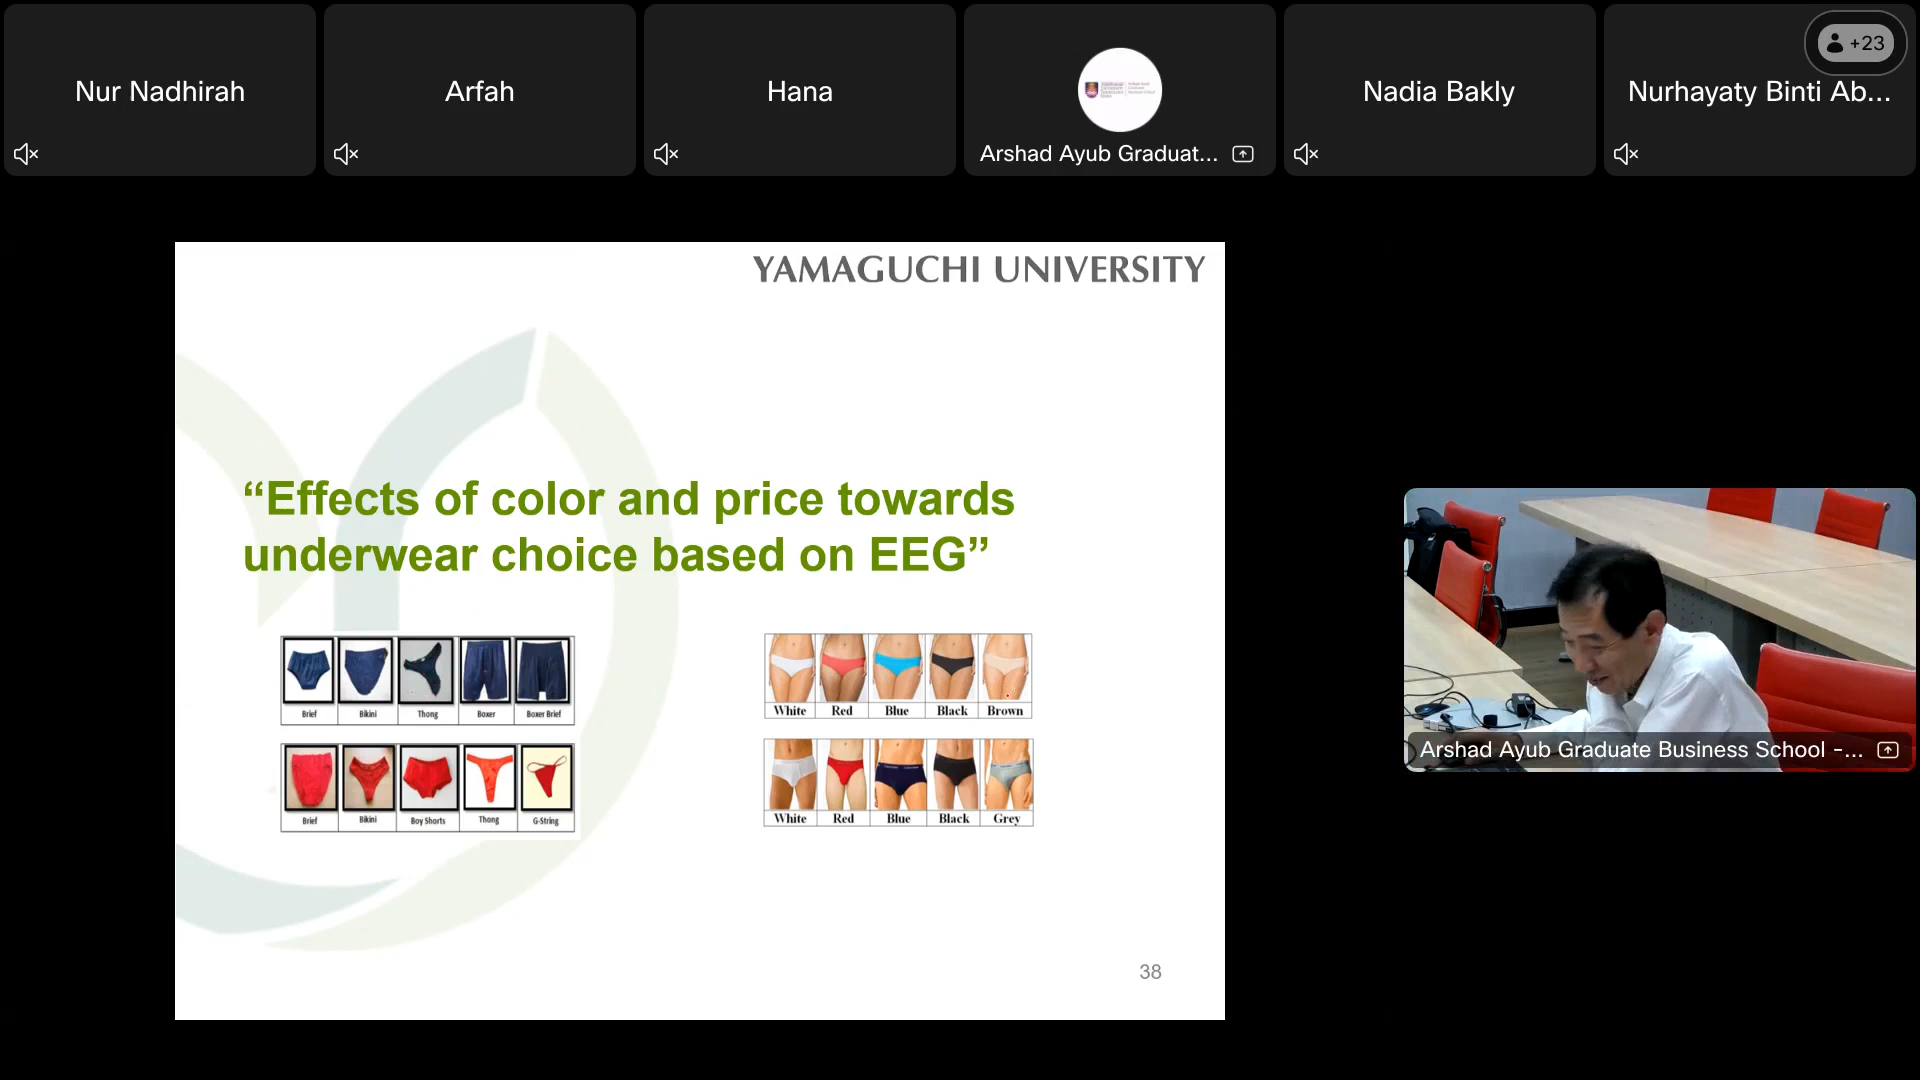 Nur Nadhirah
Arfah
Hana
Arshad Ayub Graduat...
Nadia Bakly
Nurhayaty Binti Ab...
+23
YAMAGUCHI UNIVERSITY
“Effects of color and price towards
underwear choice based on EEG”
Brief Bikini Thong Boxer Boxer Brief
Brief Bikini Boy Shorts Thong G-String
White Red Blue Black Brown
White Red Blue Black Grey
38
Arshad Ayub Graduate Business School -...